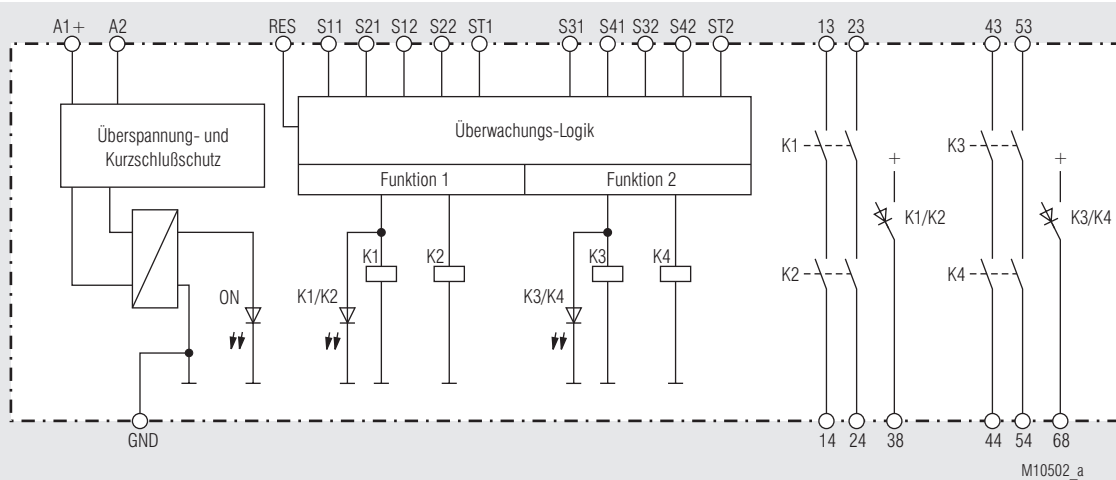 A1+ A2 RES S11 S21 S12 S22 ST1 S31 S41 S32 S42 ST2 13 23 43 53
Überspannung- und
Kurzschlußschutz
Überwachungs-Logik
Funktion 1 Funktion 2
K1 K3
+ +
K1/K2 K3/K4
K1 K2 K3 K4
K2 K4
ON K1/K2 K3/K4
GND 14 24 38 44 54 68
M10502_a